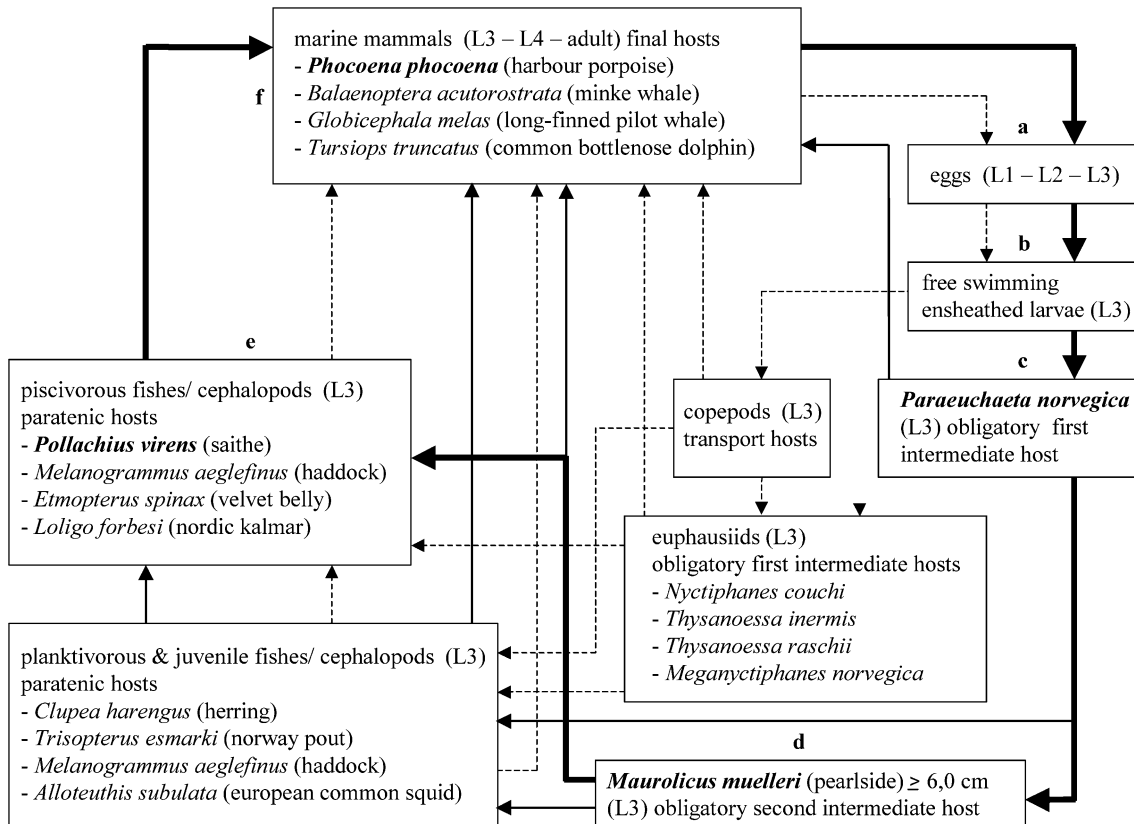 marine mammals (L3 – L4 – adult) final hosts
- Phocoena phocoena (harbour porpoise)
- Balaenoptera acutorostrata (minke whale)
- Globicephala melas (long-finned pilot whale)
- Tursiops truncatus (common bottlenose dolphin)
f
a
eggs (L1 – L2 – L3)
b
free swimming
ensheathed larvae (L3)
c
Paraeuchaeta norvegica
(L3) obligatory first
intermediate host
copepods (L3)
transport hosts
e
piscivorous fishes/ cephalopods (L3)
paratenic hosts
- Pollachius virens (saithe)
- Melanogrammus aeglefinus (haddock)
- Etmopterus spinax (velvet belly)
- Loligo forbesi (nordic kalmar)
euphausiids (L3)
obligatory first intermediate hosts
- Nyctiphanes couchi
- Thysanoessa inermis
- Thysanoessa raschii
- Meganyctiphanes norvegica
planktivorous & juvenile fishes/ cephalopods (L3)
paratenic hosts
- Clupea harengus (herring)
- Trisopterus esmarki (norway pout)
- Melanogrammus aeglefinus (haddock)
- Alloteuthis subulata (european common squid)
d
Maurolicus muelleri (pearlside) ≥ 6,0 cm
(L3) obligatory second intermediate host